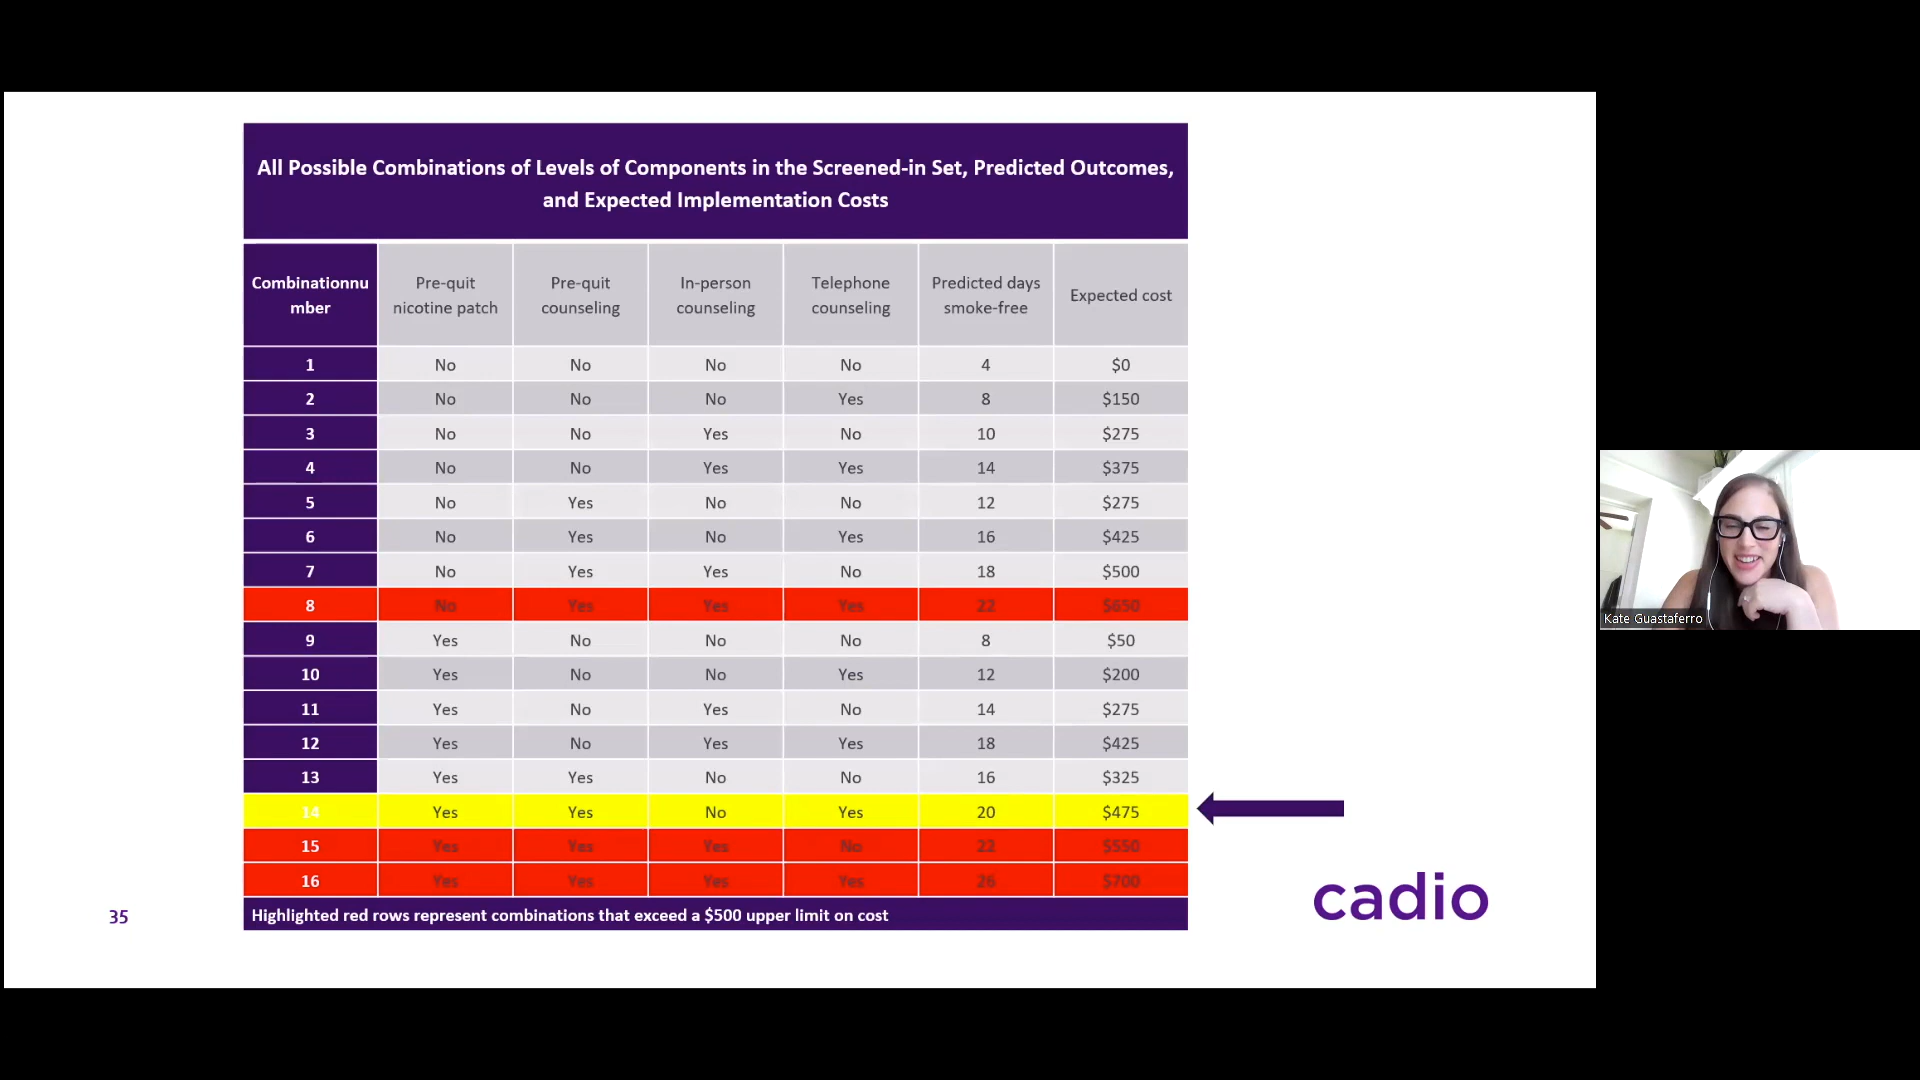 All Possible Combinations of Levels of Components in the Screened-in Set, Predicted Outcomes,
and Expected Implementation Costs
Combinationnu
mber
Pre-quit
nicotine patch
Pre-quit
counseling
In-person
counseling
Telephone
counseling
Predicted days
smoke-free
Expected cost
1 No No No No 4 $0
2 No No No Yes 8 $150
3 No No Yes No 10 $275
4 No No Yes Yes 14 $375
5 No Yes No No 12 $275
6 No Yes No Yes 16 $425
7 No Yes Yes No 18 $500
8 No Yes Yes Yes 22 $650
9 Yes No No No 8 $50
10 Yes No No Yes 12 $200
11 Yes No Yes No 14 $275
12 Yes No Yes Yes 18 $425
13 Yes Yes No No 16 $325
14 Yes Yes No Yes 20 $475
15 Yes Yes Yes No 22 $550
16 Yes Yes Yes Yes 26 $700
Highlighted red rows represent combinations that exceed a $500 upper limit on cost
35
cadio
Kate Guastaferro